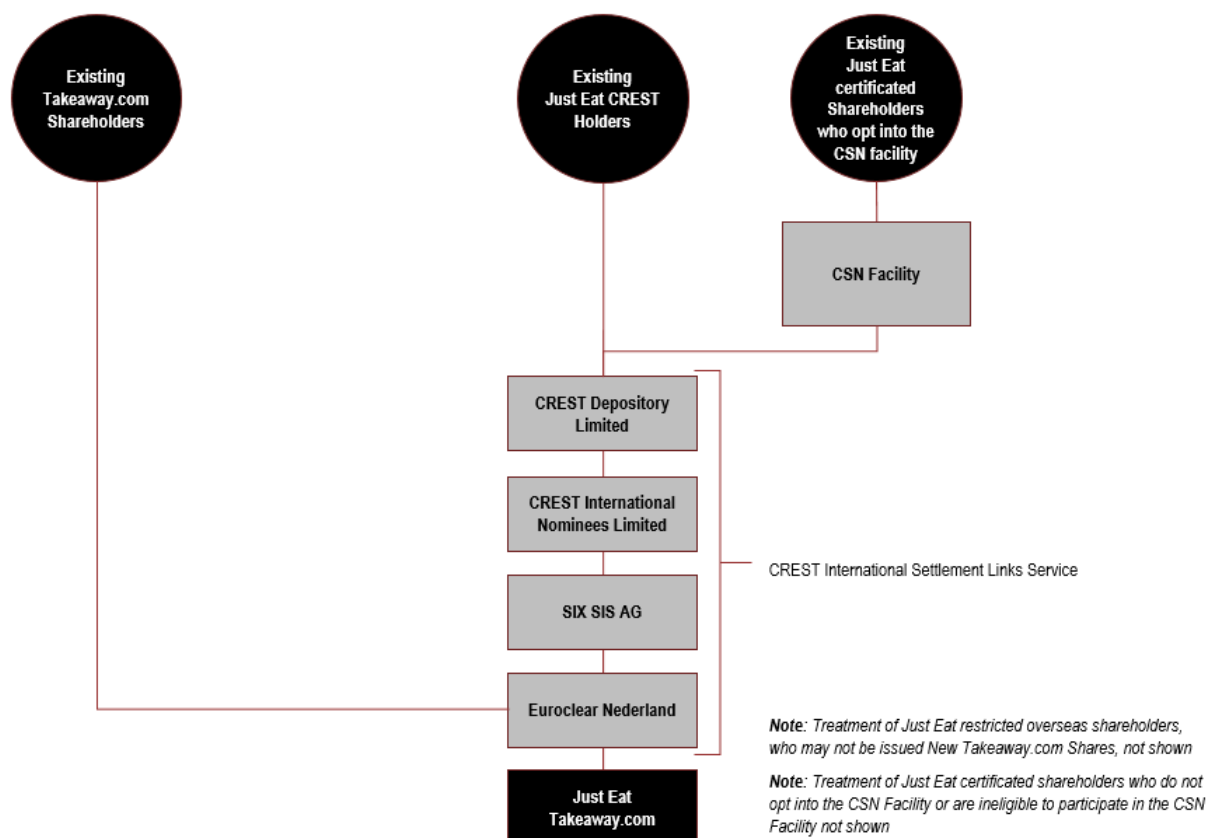 Existing
Takeaway.com
Shareholders
Existing
Just Eat CREST
Holders
Existing
Just Eat
certificated
Shareholders
who opt into the
CSN facility
CSN Facility
CREST Depository
Limited
CREST International
Nominees Limited
SIX SIS AG
Euroclear Nederland
Just Eat
Takeaway.com
CREST International Settlement Links Service
Note: Treatment of Just Eat restricted overseas shareholders,
who may not be issued New Takeaway.com Shares, not shown
Note: Treatment of Just Eat certificated shareholders who do not
opt into the CSN Facility or are ineligible to participate in the CSN
Facility not shown